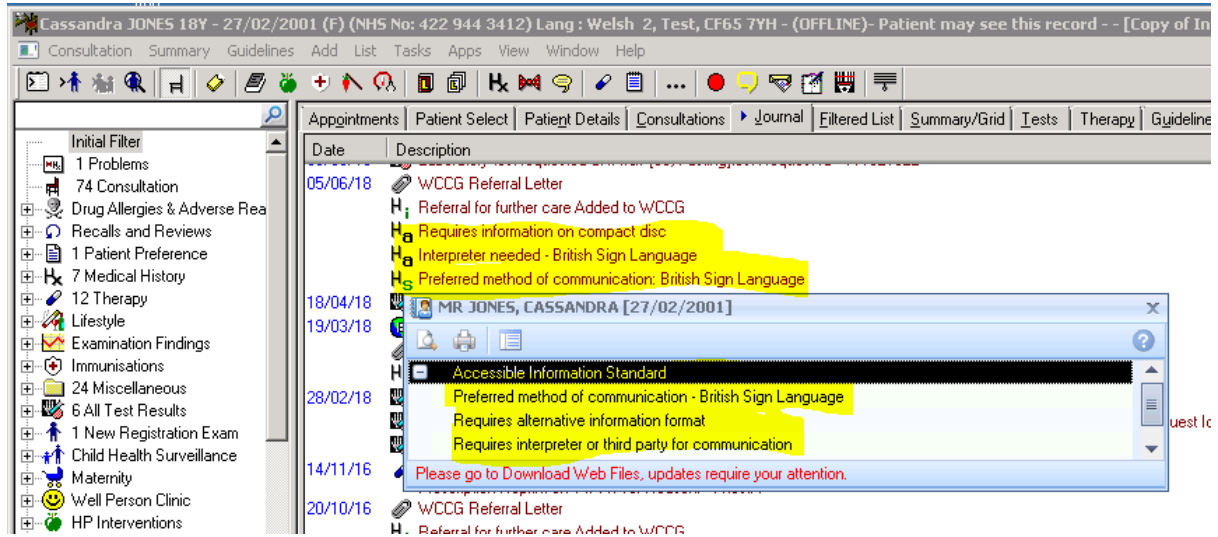 Cassandra JONES 18Y - 27/02/2001 (F) (NHS No: 422 944 3412) Lang : Welsh 2, Test, CF65 7YH - (OFFLINE)- Patient may see this record - - [Copy of In
Consultation Summary Guidelines Add List Tasks Apps View Window Help
Appointments Patient Select Patient Details Consultations Journal Filtered List Summary/Grid Tests Therapy Guideline
Initial Filter
1 Problems
74 Consultation
Drug Allergies & Adverse Rea
Recalls and Reviews
1 Patient Preference
7 Medical History
12 Therapy
Lifestyle
Examination Findings
Immunisations
24 Miscellaneous
6 All Test Results
1 New Registration Exam
Child Health Surveillance
Maternity
Well Person Clinic
HP Interventions
Date Description
05/06/18 WCCG Referral Letter
Hi Referral for further care Added to WCCG
Ha Requires information on compact disc
Ha Interpreter needed - British Sign Language
Hs Preferred method of communication: British Sign Language
18/04/18
19/03/18
28/02/18
14/11/16
MR JONES, CASSANDRA [27/02/2001]
Accessible Information Standard
Preferred method of communication - British Sign Language
Requires alternative information format
Requires interpreter or third party for communication
Please go to Download Web Files, updates require your attention.
20/10/16 WCCG Referral Letter
Referral for further care Added to WCCG